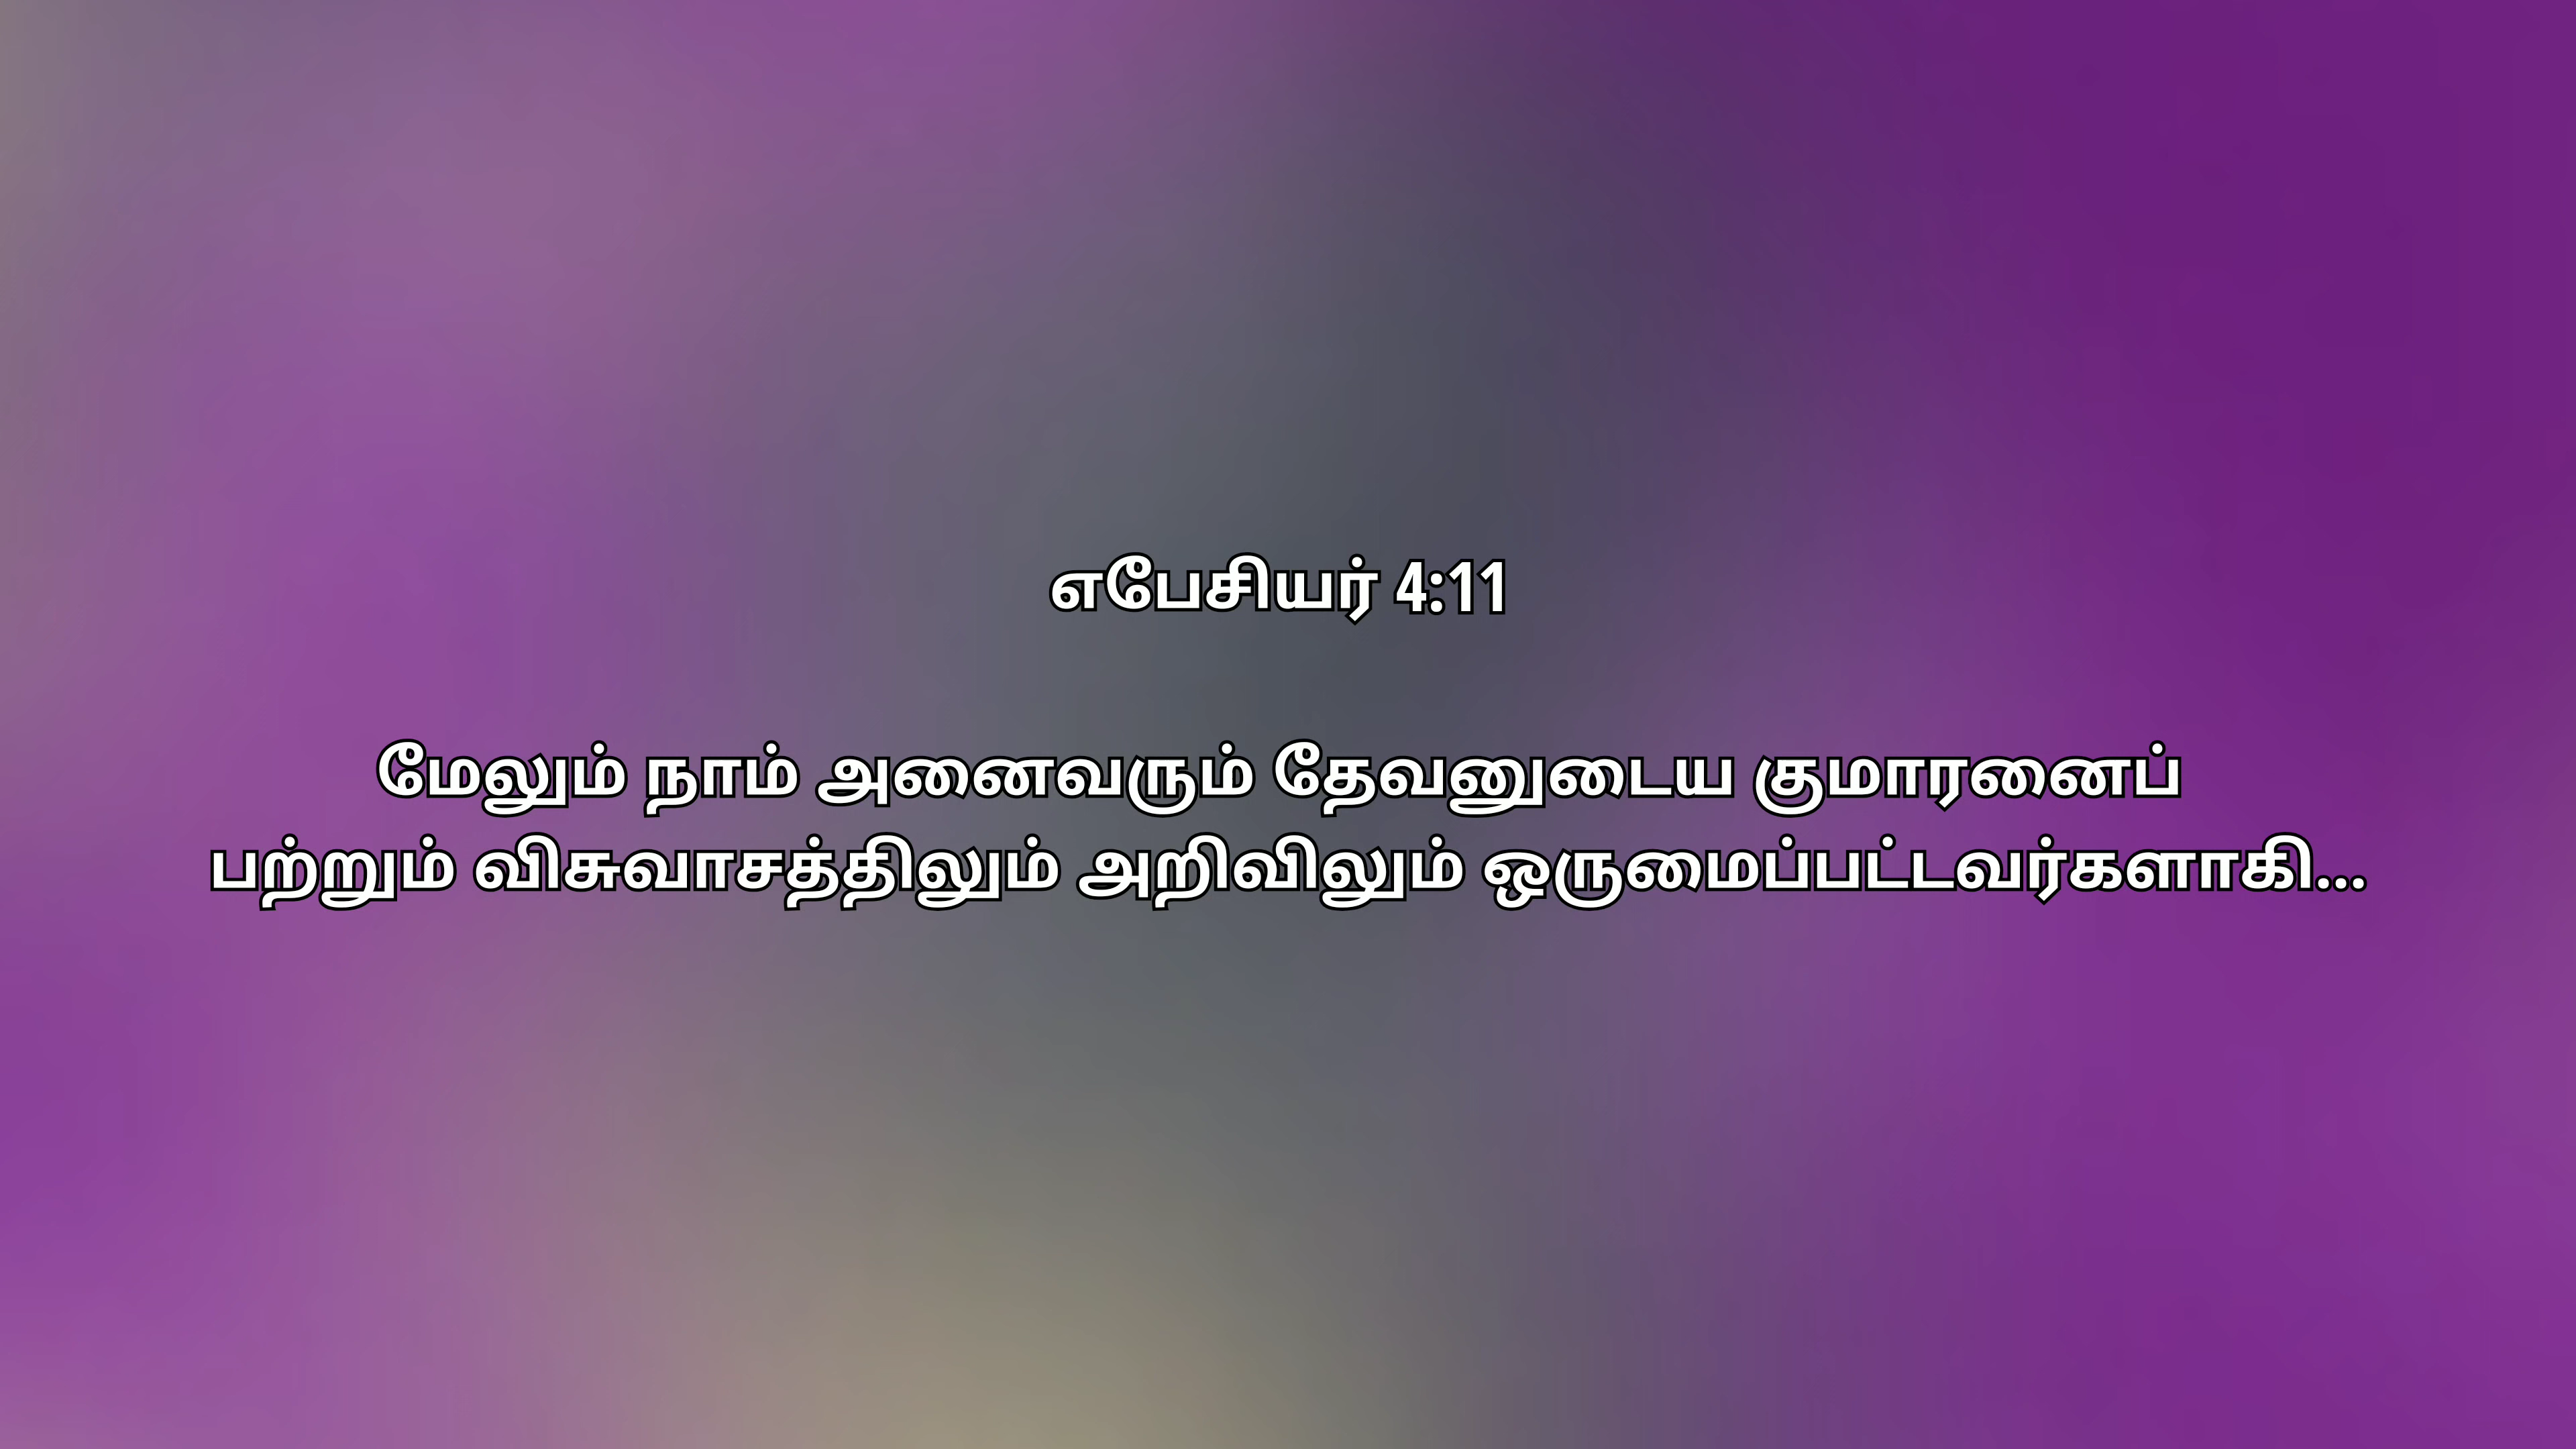 எபேசியர் 4:11
மேலும் நாம் அனைவரும் தேவனுடைய குமாரனைப்
பற்றும் விசுவாசத்திலும் அறிவிலும் ஒருமைப்பட்டவர்களாகி...